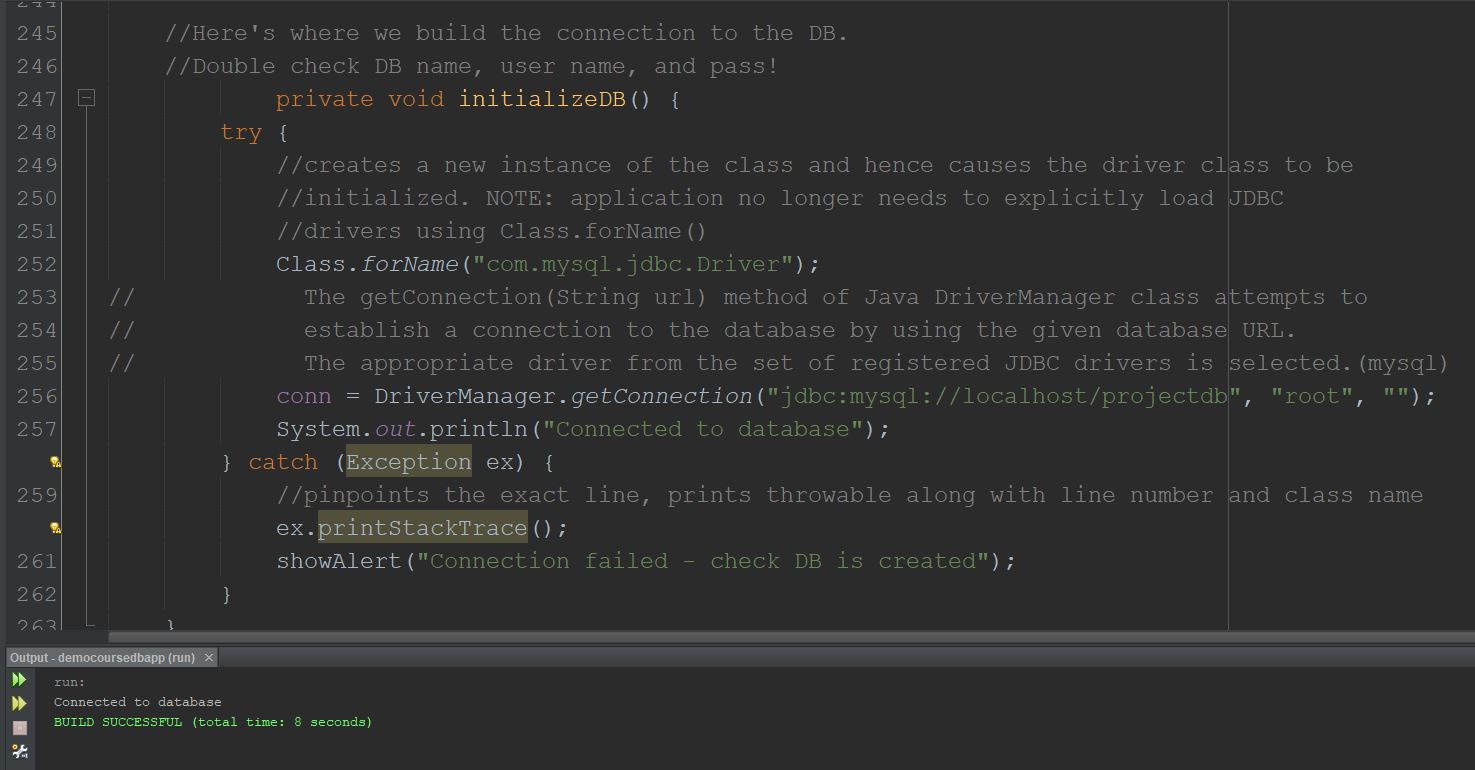 244
245 //Here's where we build the connection to the DB.
246 //Double check DB name, user name, and pass!
247 private void initializeDB() {
248 try {
249 //creates a new instance of the class and hence causes the driver class to be
250 //initialized. NOTE: application no longer needs to explicitly load JDBC
251 //drivers using Class.forName()
252 Class.forName("com.mysql.jdbc.Driver");
253 // The getConnection(String url) method of Java DriverManager class attempts to
254 // establish a connection to the database by using the given database URL.
255 // The appropriate driver from the set of registered JDBC drivers is selected.(mysql)
256 conn = DriverManager.getConnection("jdbc:mysql://localhost/projectdb", "root", "");
257 System.out.println("Connected to database");
} catch (Exception ex) {
259 //pinpoints the exact line, prints throwable along with line number and class name
ex.printStackTrace();
261 showAlert("Connection failed - check DB is created");
262 }
263 }
Output - democoursedbapp (run) ×
run:
Connected to database
BUILD SUCCESSFUL (total time: 8 seconds)